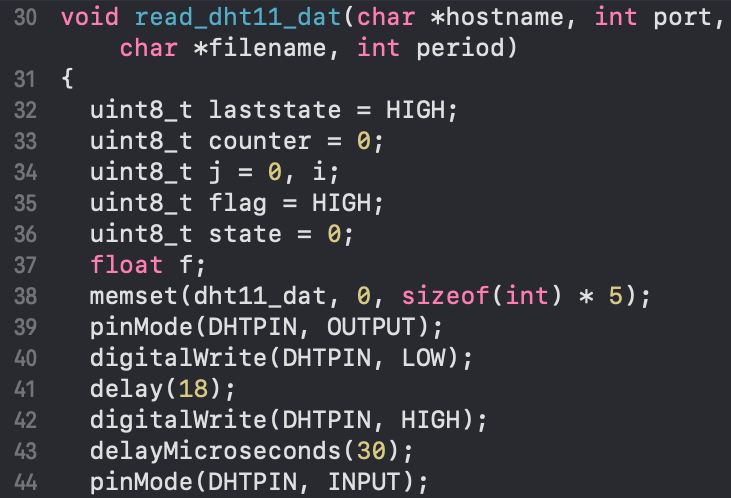 30 void read_dht11_dat(char *hostname, int port,
char *filename, int period)
31 {
32 uint8_t laststate = HIGH;
33 uint8_t counter = 0;
34 uint8_t j = 0, i;
35 uint8_t flag = HIGH;
36 uint8_t state = 0;
37 float f;
38 memset(dht11_dat, 0, sizeof(int) * 5);
39 pinMode(DHTPIN, OUTPUT);
40 digitalWrite(DHTPIN, LOW);
41 delay(18);
42 digitalWrite(DHTPIN, HIGH);
43 delayMicroseconds(30);
44 pinMode(DHTPIN, INPUT);